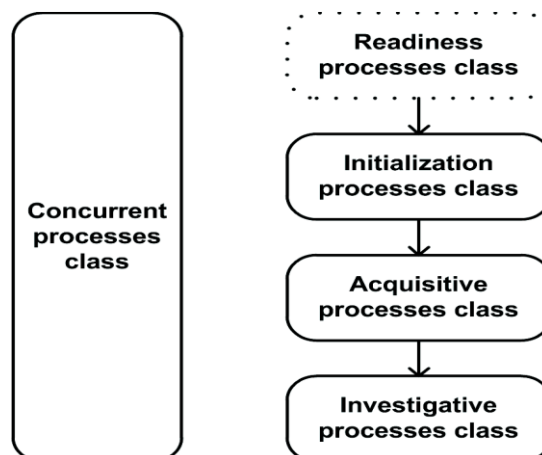 Concurrent
processes
class
Readiness
processes class
Initialization
processes class
Acquisitive
processes class
Investigative
processes class